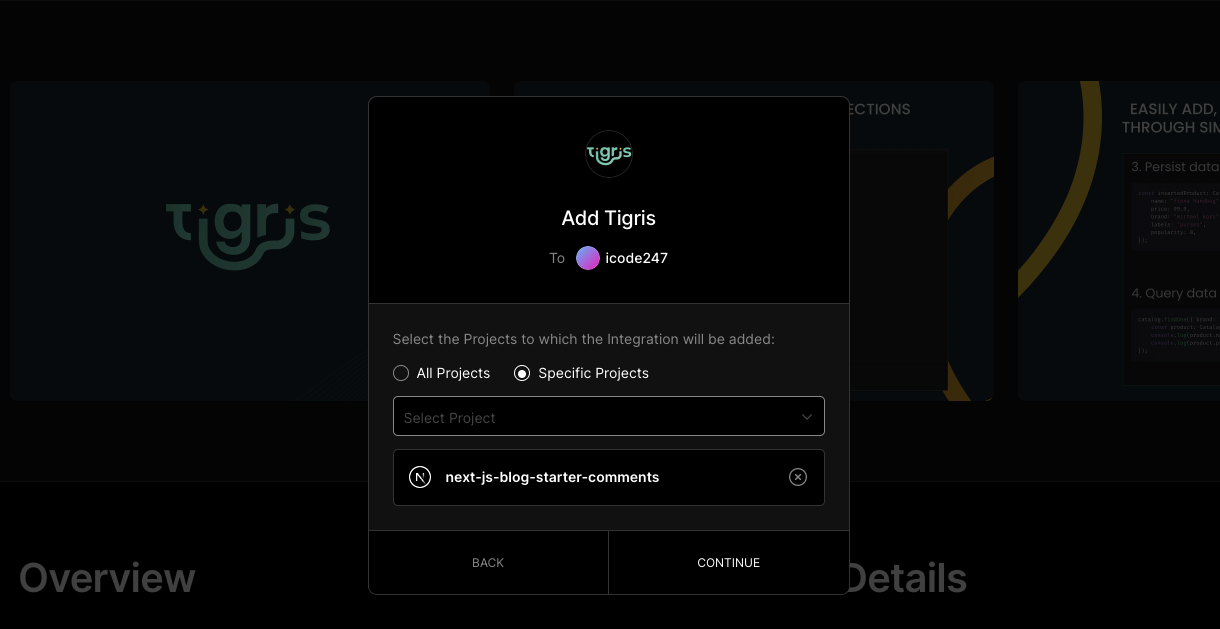 tigris
ECTIONS
EASILY ADD,
THROUGH SIM
3. Persist data
4. Query data
tigris
Add Tigris
To icode247
Select the Projects to which the Integration will be added:
All Projects Specific Projects
Select Project
N next-js-blog-starter-comments
BACK CONTINUE
Overview
Details